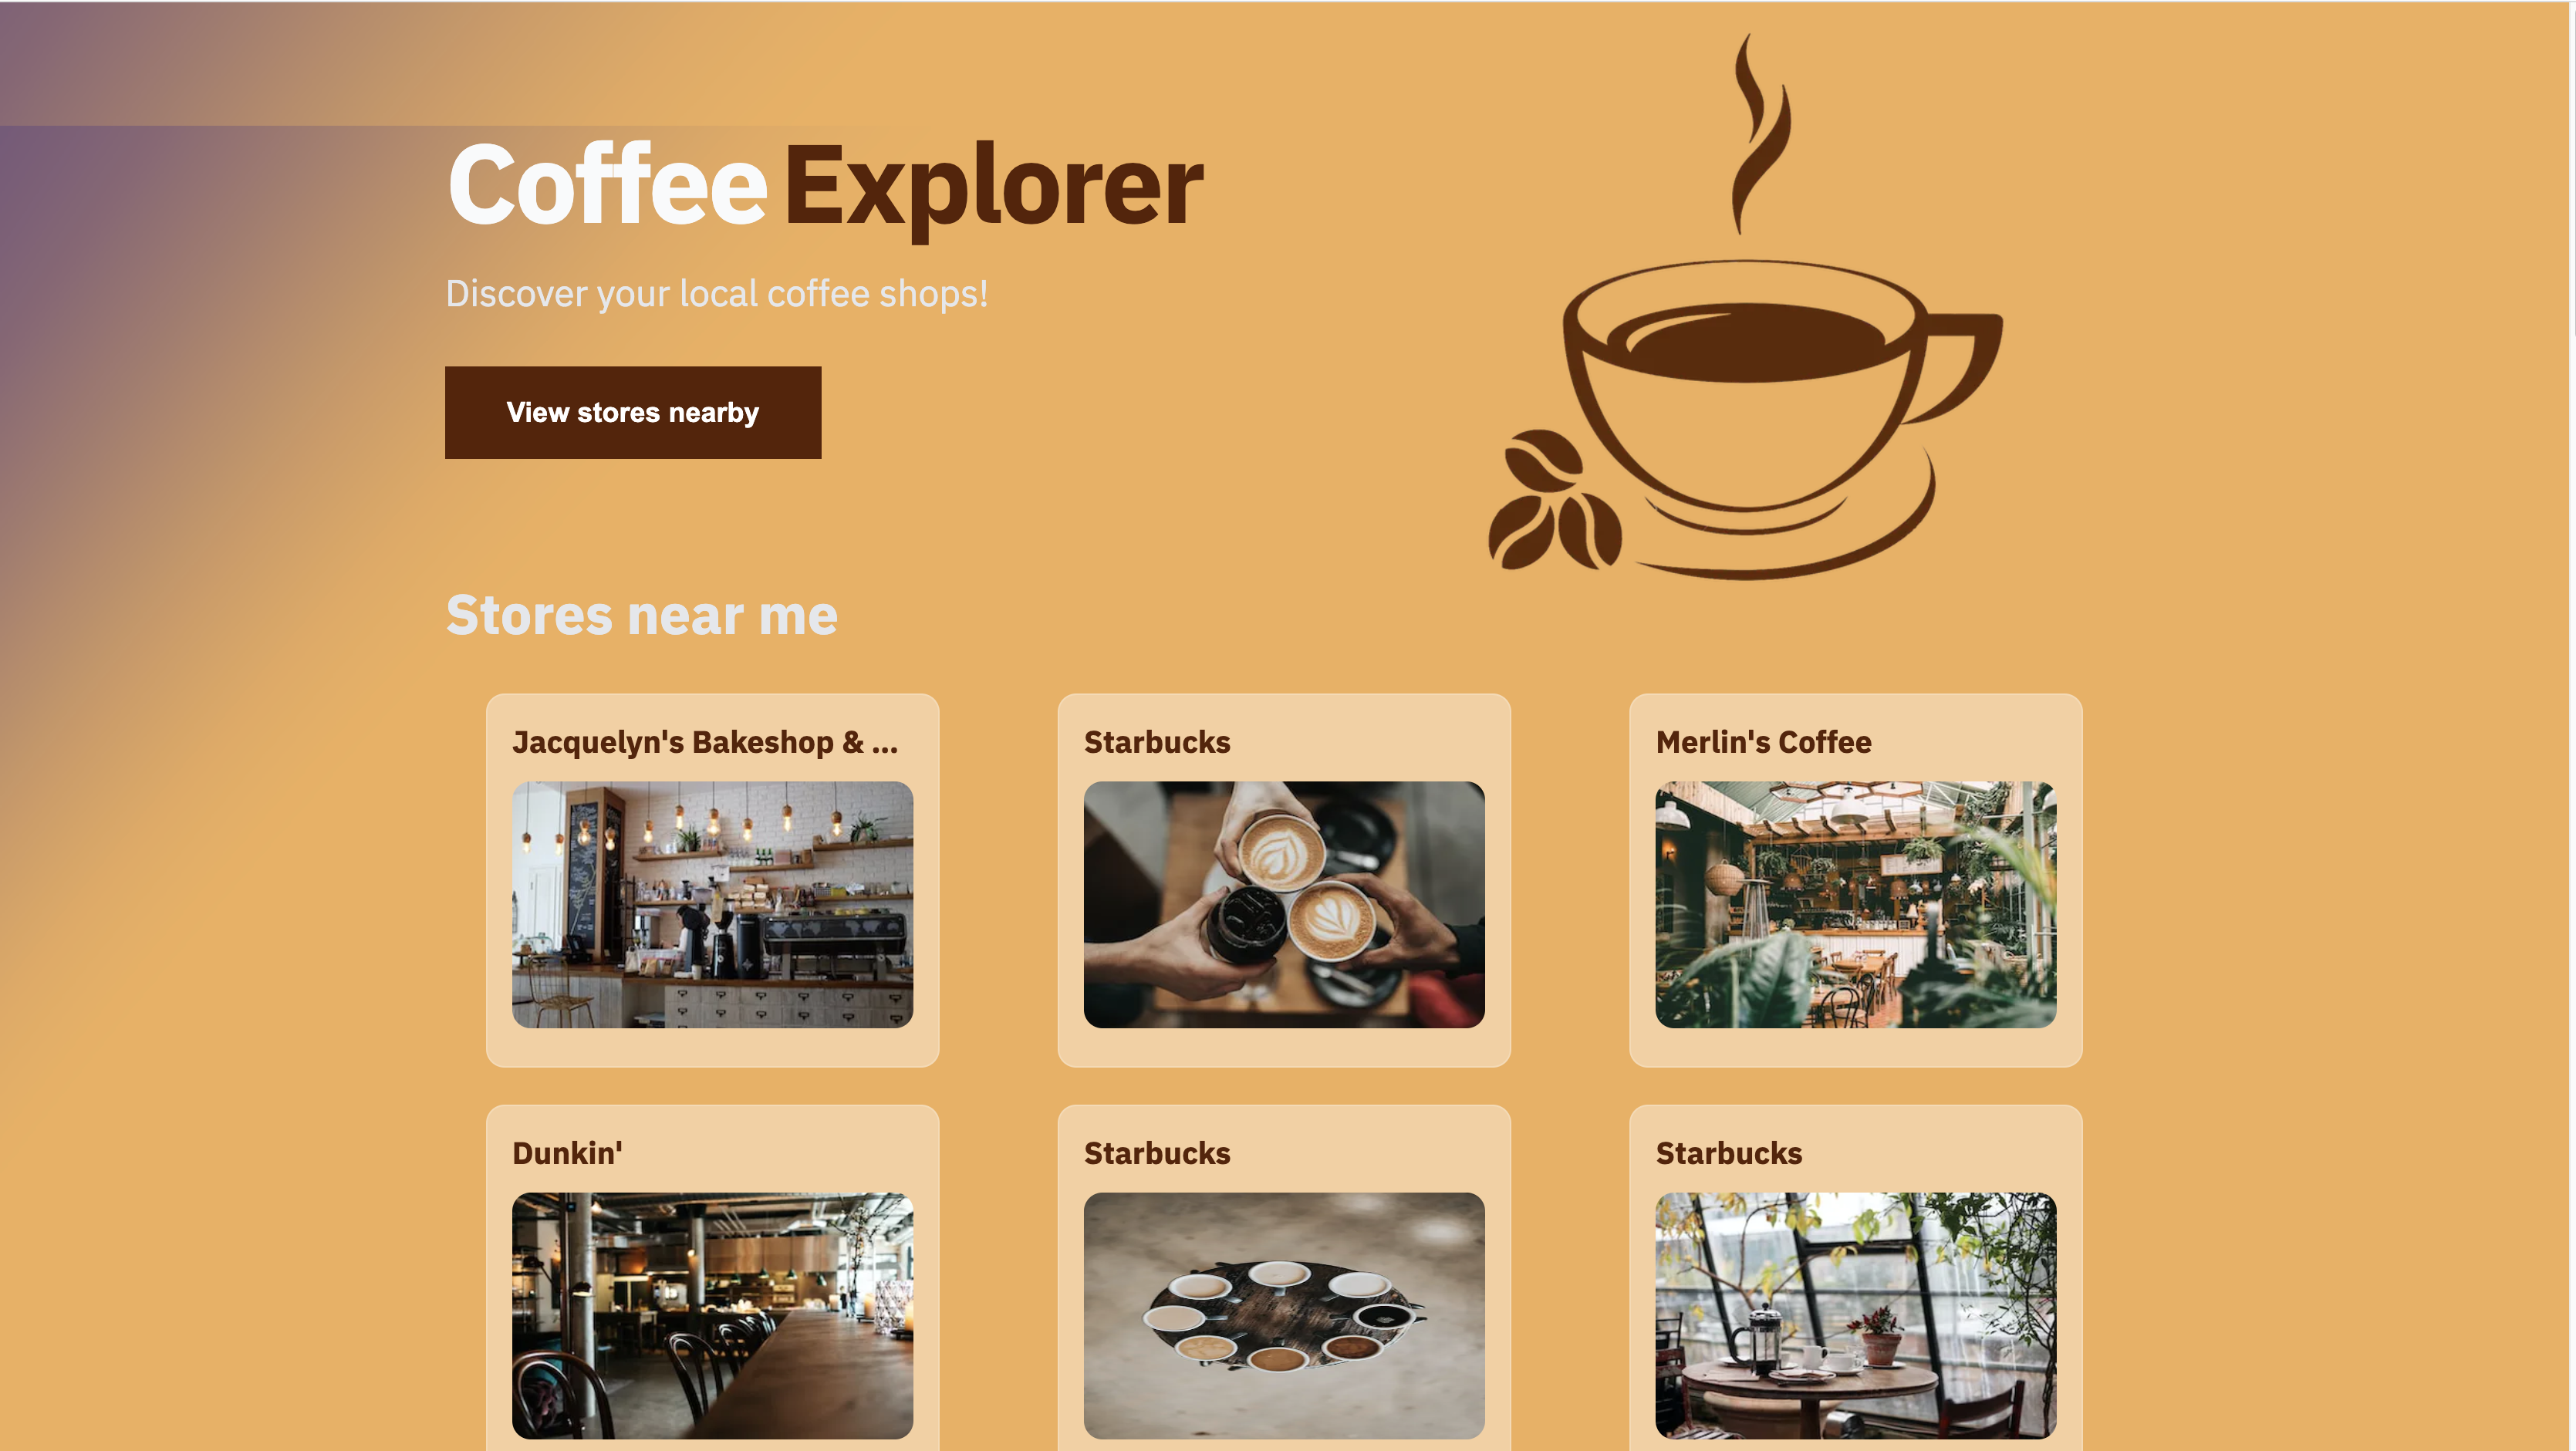 Coffee Explorer
Discover your local coffee shops!
View stores nearby
Stores near me
Jacquelyn's Bakeshop & ...
Starbucks
Merlin's Coffee
Dunkin'
Starbucks
Starbucks